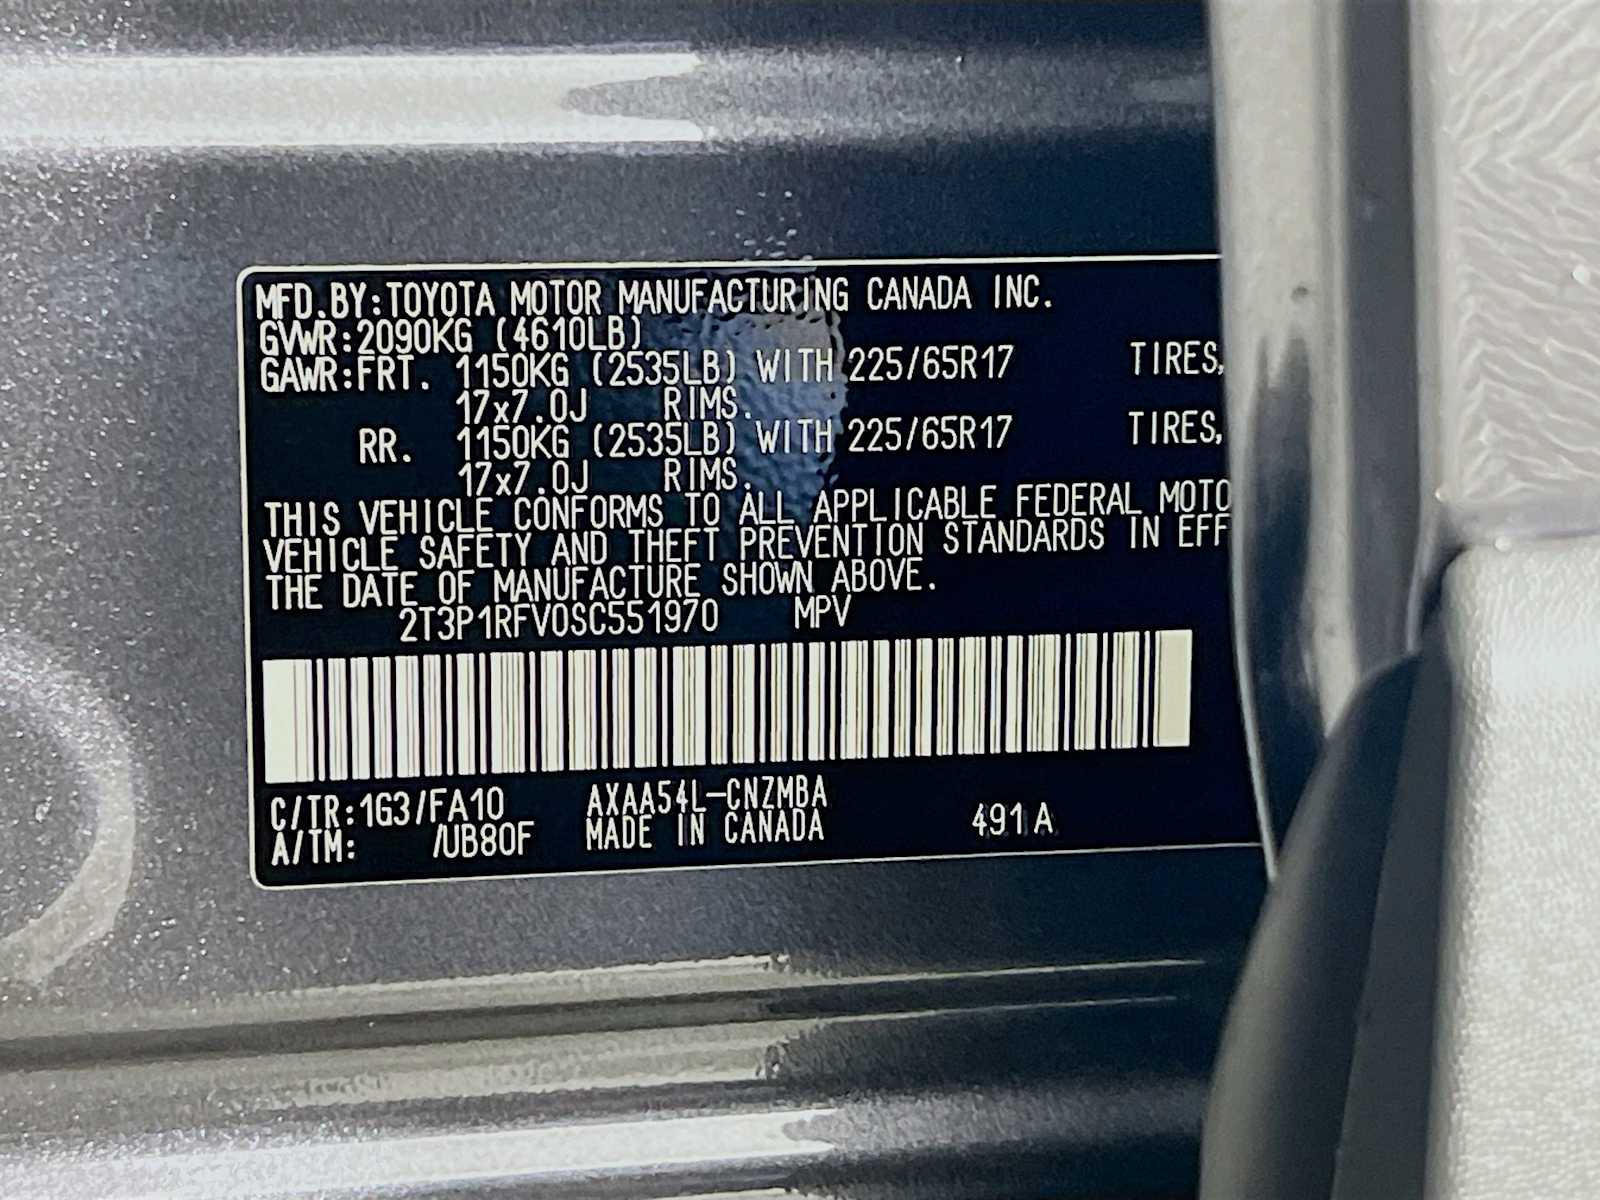 MFD.BY:TOYOTA MOTOR MANUFACTURING CANADA INC.
GVWR:2090KG (4610LB)
GAWR:FRT. 1150KG (2535LB) WITH 225/65R17 TIRES,
17x7.0J RIMS.
RR. 1150KG (2535LB) WITH 225/65R17 TIRES,
17x7.0J RIMS.
THIS VEHICLE CONFORMS TO ALL APPLICABLE FEDERAL MOTO
VEHICLE SAFETY AND THEFT PREVENTION STANDARDS IN EFF
THE DATE OF MANUFACTURE SHOWN ABOVE.
2T3P1RFV0SC551970 MPV
C/TR:1G3/FA10 AXAA54L-CNZMBA
A/TM: /UB80F MADE IN CANADA 491A